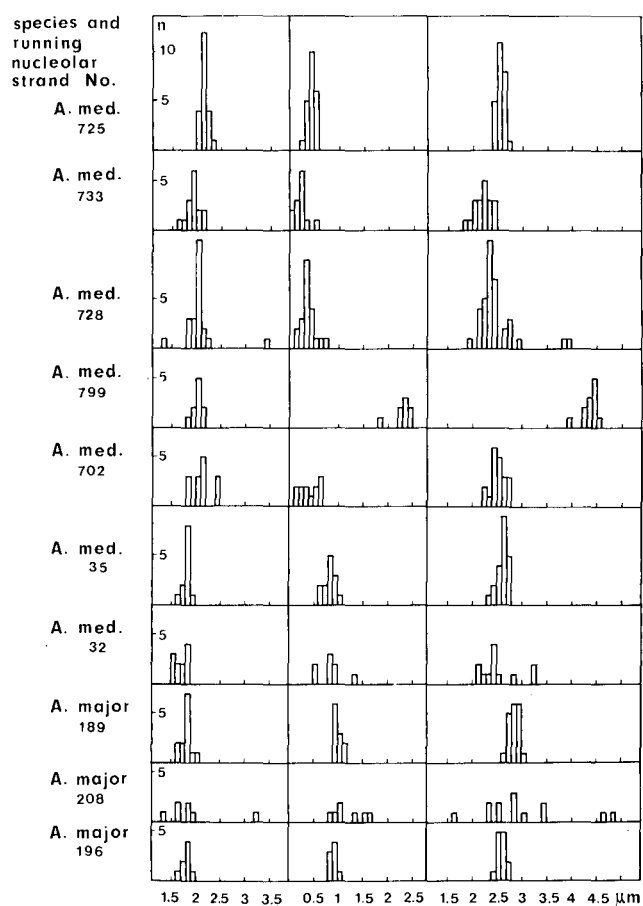 species and
running
nucleolar
strand No.
n
10
5
A. med.
725
5
A. med.
733
5
A. med.
728
5
A. med.
799
5
A. med.
702
5
A. med.
35
5
A. med.
32
5
A. major
189
5
A. major
208
5
A. major
196
1.5 2 2.5 3 3.5 0.5 1 1.5 2 2.5 1.5 2 2.5 3 3.5 4 4.5 µm